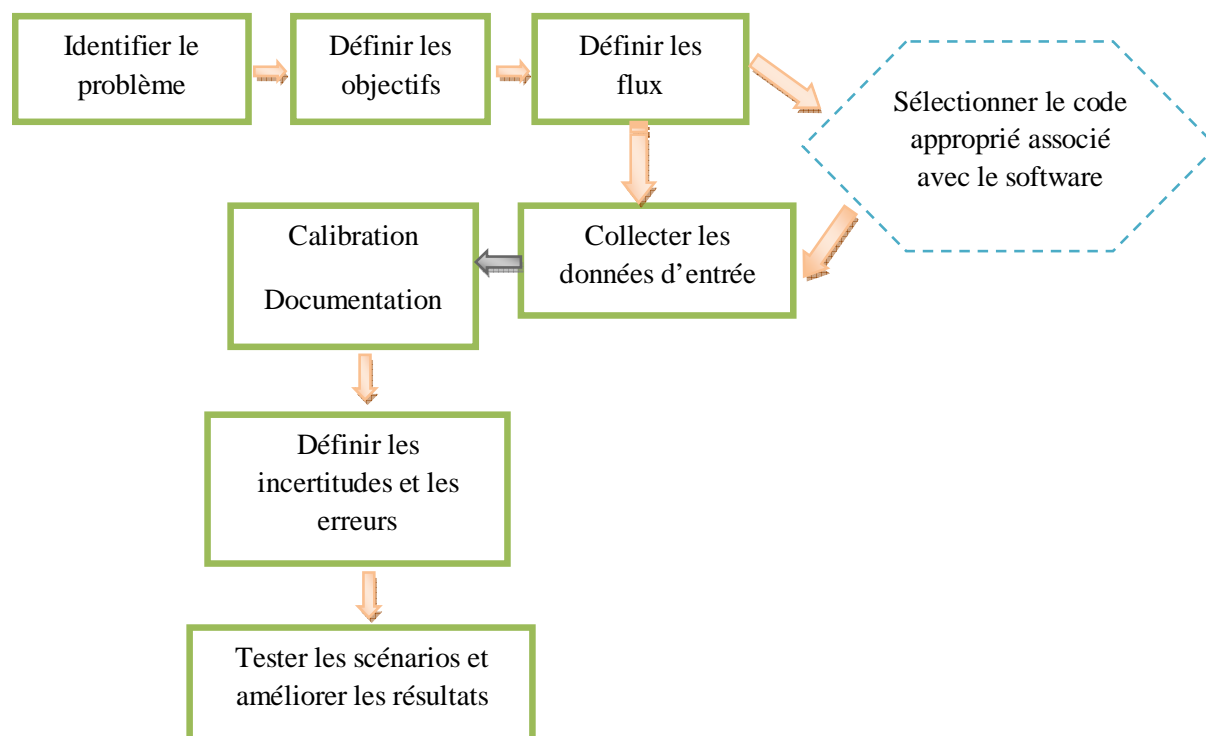 Identifier le
problème
Définir les
objectifs
Définir les
flux
Sélectionner le code
approprié associé
avec le software
Collecter les
données d’entrée
Calibration
Documentation
Définir les
incertitudes et les
erreurs
Tester les scénarios et
améliorer les résultats